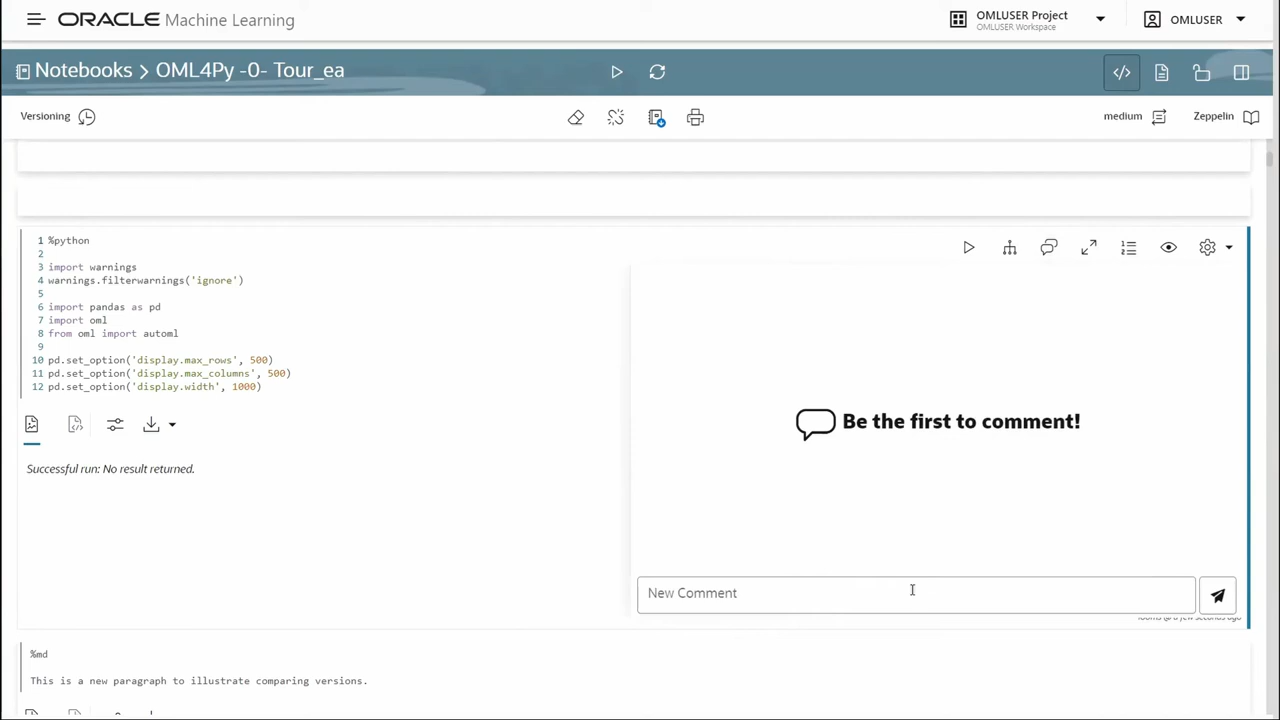 ORACLE Machine Learning
OMLUSER Project
OMLUSER Workspace
OMLUSER
Notebooks > OML4Py -0- Tour_ea
Versioning
medium
Zeppelin
1 %python
2
3 import warnings
4 warnings.filterwarnings('ignore')
5
6 import pandas as pd
7 import oml
8 from oml import automl
9
10 pd.set_option('display.max_rows', 500)
11 pd.set_option('display.max_columns', 500)
12 pd.set_option('display.width', 1000)
Be the first to comment!
Successful run: No result returned.
New Comment
a few seconds ago
%md
This is a new paragraph to illustrate comparing versions.